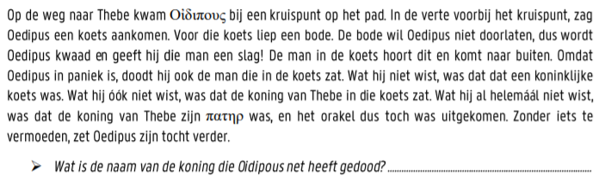 Op de weg naar Thebe kwam Οἰδιπους bij een kruispunt op het pad. In de verte voorbij het kruispunt, zag
Oedipus een koets aankomen. Voor die koets liep een bode. De bode wil Oedipus niet doorlaten, dus wordt
Oedipus kwaad en geeft hij die man een slag! De man in de koets hoort dit en komt naar buiten. Omdat
Oedipus in paniek is, doodt hij ook de man die in de koets zat. Wat hij niet wist, was dat dat een koninklijke
koets was. Wat hij óók niet wist, was dat de koning van Thebe in die koets zat. Wat hij al helemáál niet wist,
was dat de koning van Thebe zijn πατηρ was, en het orakel dus toch was uitgekomen. Zonder iets te
vermoeden, zet Oedipus zijn tocht verder.
➢ Wat is de naam van de koning die Oidipous net heeft gedood? ........................................